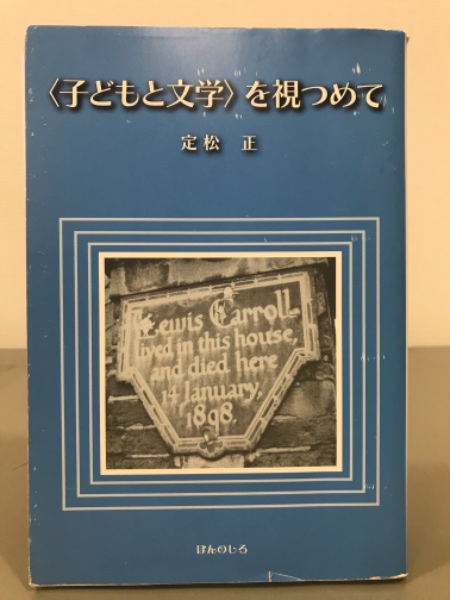 〈子どもと文学〉を視つめて
定松 正
Lewis Carroll
lived in this house,
and died here
14 January,
1898.
ほんのしろ